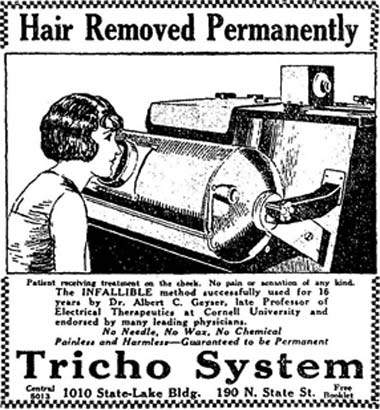 Hair Removed Permanently
Patient receiving treatment on the cheek. No pain or sensation of any kind.
The INFALLIBLE method successfully used for 16
years by Dr. Albert C. Geyser, late Professor of
Electrical Therapeutics at Cornell University and
endorsed by many leading physicians.
No Needle, No Wax, No Chemical
Painless and Harmless—Guaranteed to be Permanent
Tricho System
Central 5013 1010 State-Lake Bldg. 190 N. State St. Free Booklet